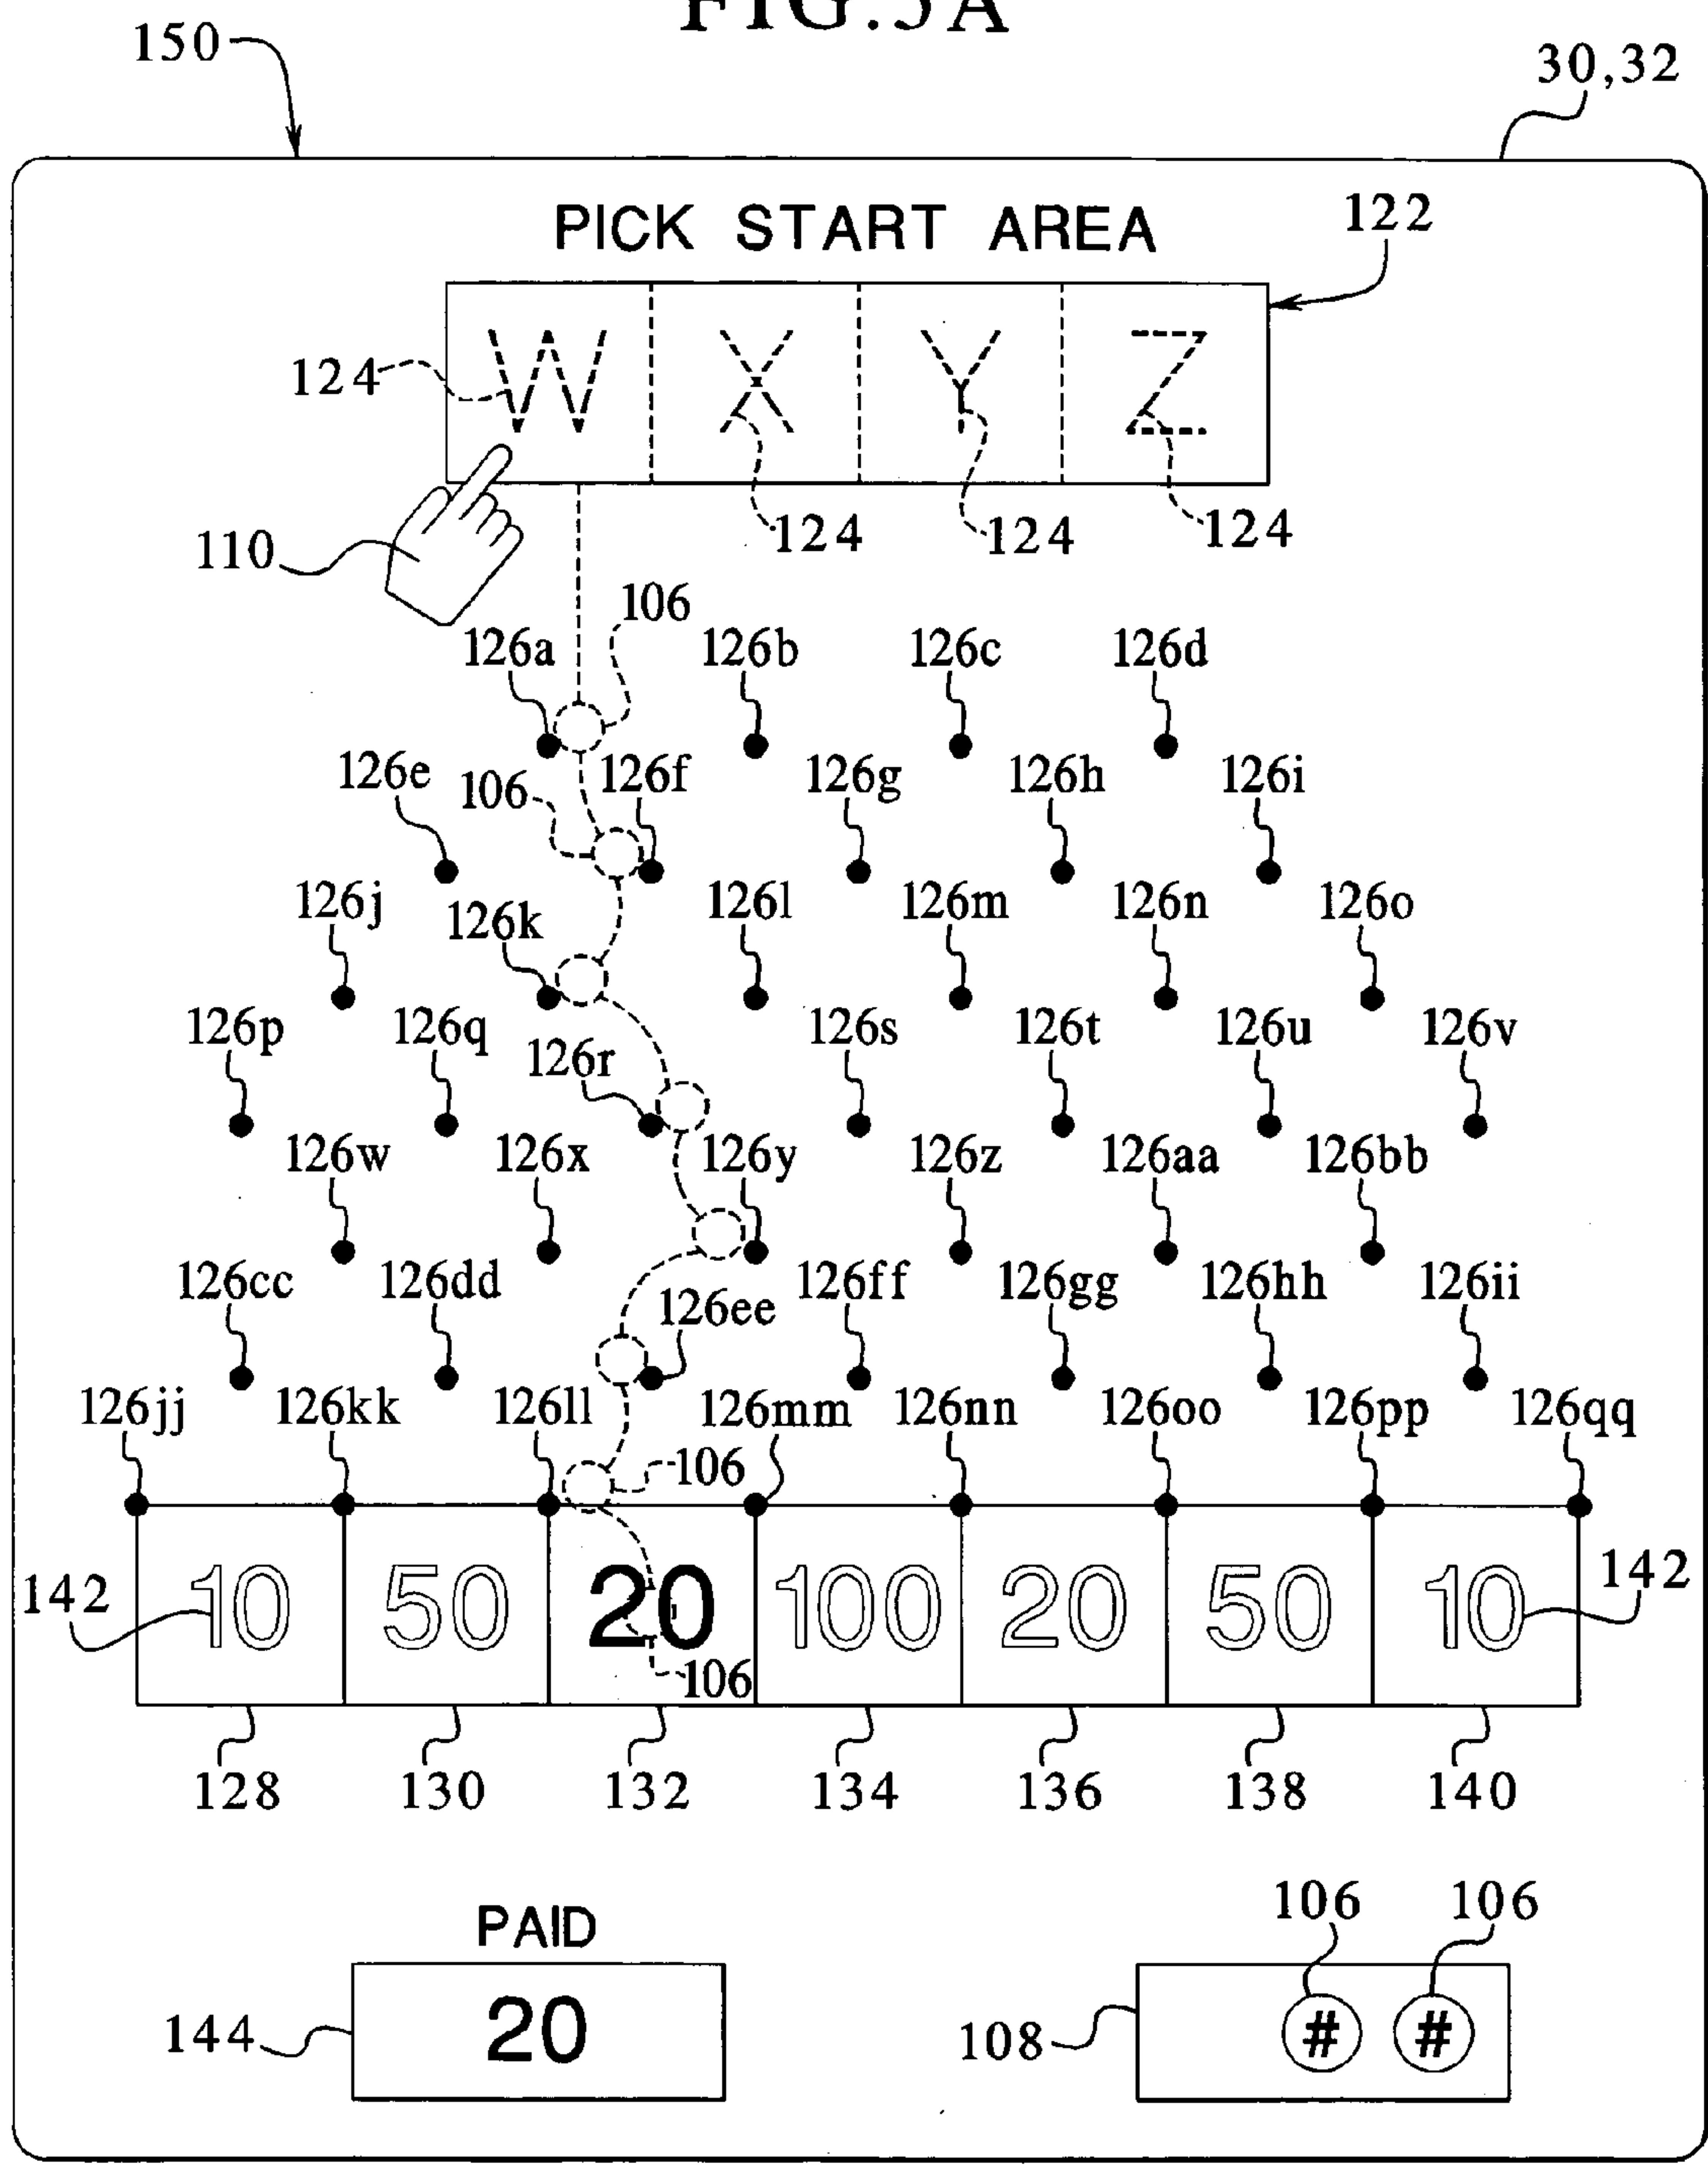 FIG.5A
150
30,32
PICK START AREA
122
W X Y Z
124
124 124 124
110
106
126a 126b 126c 126d
126e 106 126f 126g 126h 126i
126j 126k 126l 126m 126n 126o
126p 126q 126r 126s 126t 126u 126v
126w 126x 126y 126z 126aa 126bb
126cc 126dd 126ee 126ff 126gg 126hh 126ii
126jj 126kk 126ll 126mm 126nn 126oo 126pp 126qq
106
142 10 50 20 100 20 50 10 142
106
128 130 132 134 136 138 140
PAID
106 106
144 20 108 # #